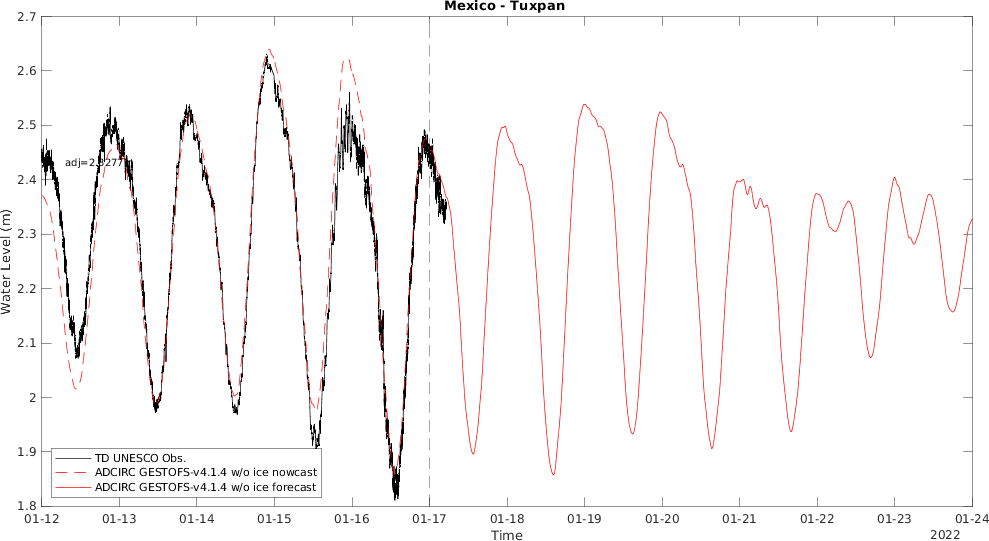 Mexico - Tuxpan
2.7
2.6
2.5
2.4
2.3
2.2
2.1
2
1.9
1.8
Water Level (m)
adj=2.3277
TD UNESCO Obs.
ADCIRC GESTOFS-v4.1.4 w/o ice nowcast
ADCIRC GESTOFS-v4.1.4 w/o ice forecast
01-12 01-13 01-14 01-15 01-16 01-17 01-18 01-19 01-20 01-21 01-22 01-23 01-24
Time
2022